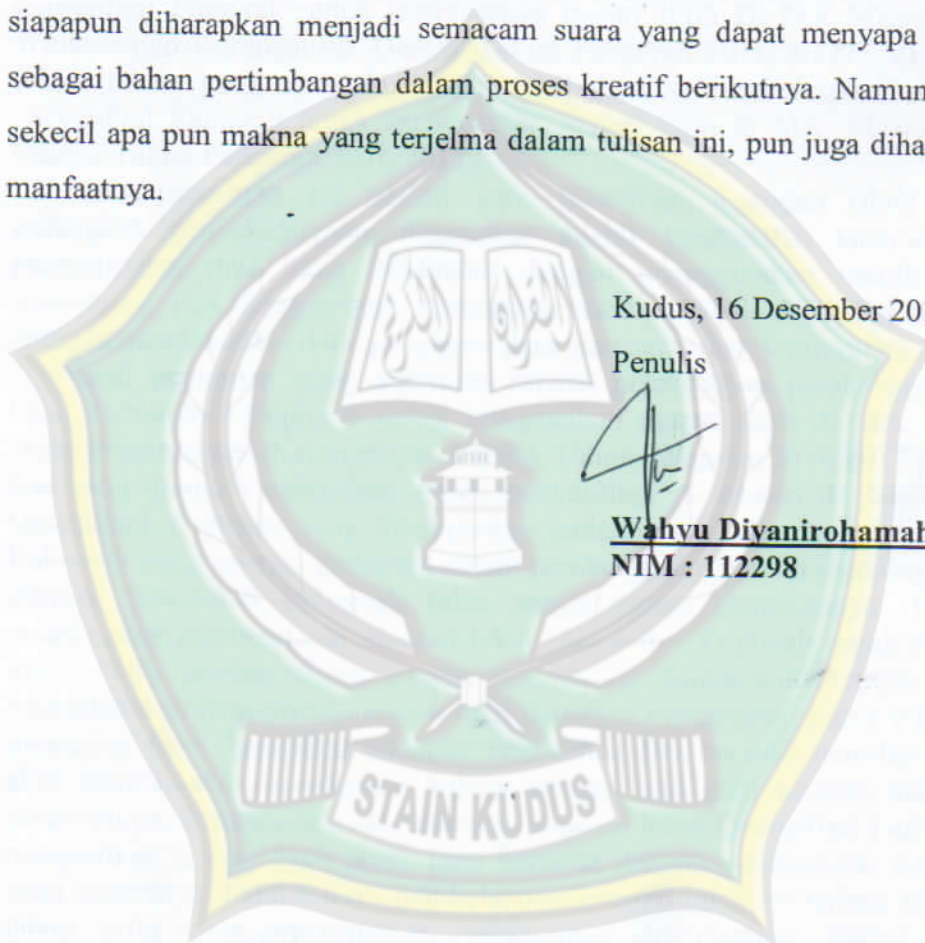 siapapun diharapkan menjadi semacam suara yang dapat menyapa
sebagai bahan pertimbangan dalam proses kreatif berikutnya. Namun
sekecil apa pun makna yang terjelma dalam tulisan ini, pun juga diha
manfaatnya.
Kudus, 16 Desember 20
Penulis
Wahyu Diyanirohamah
NIM : 112298
القرآن
الكريم
STAIN KUDUS